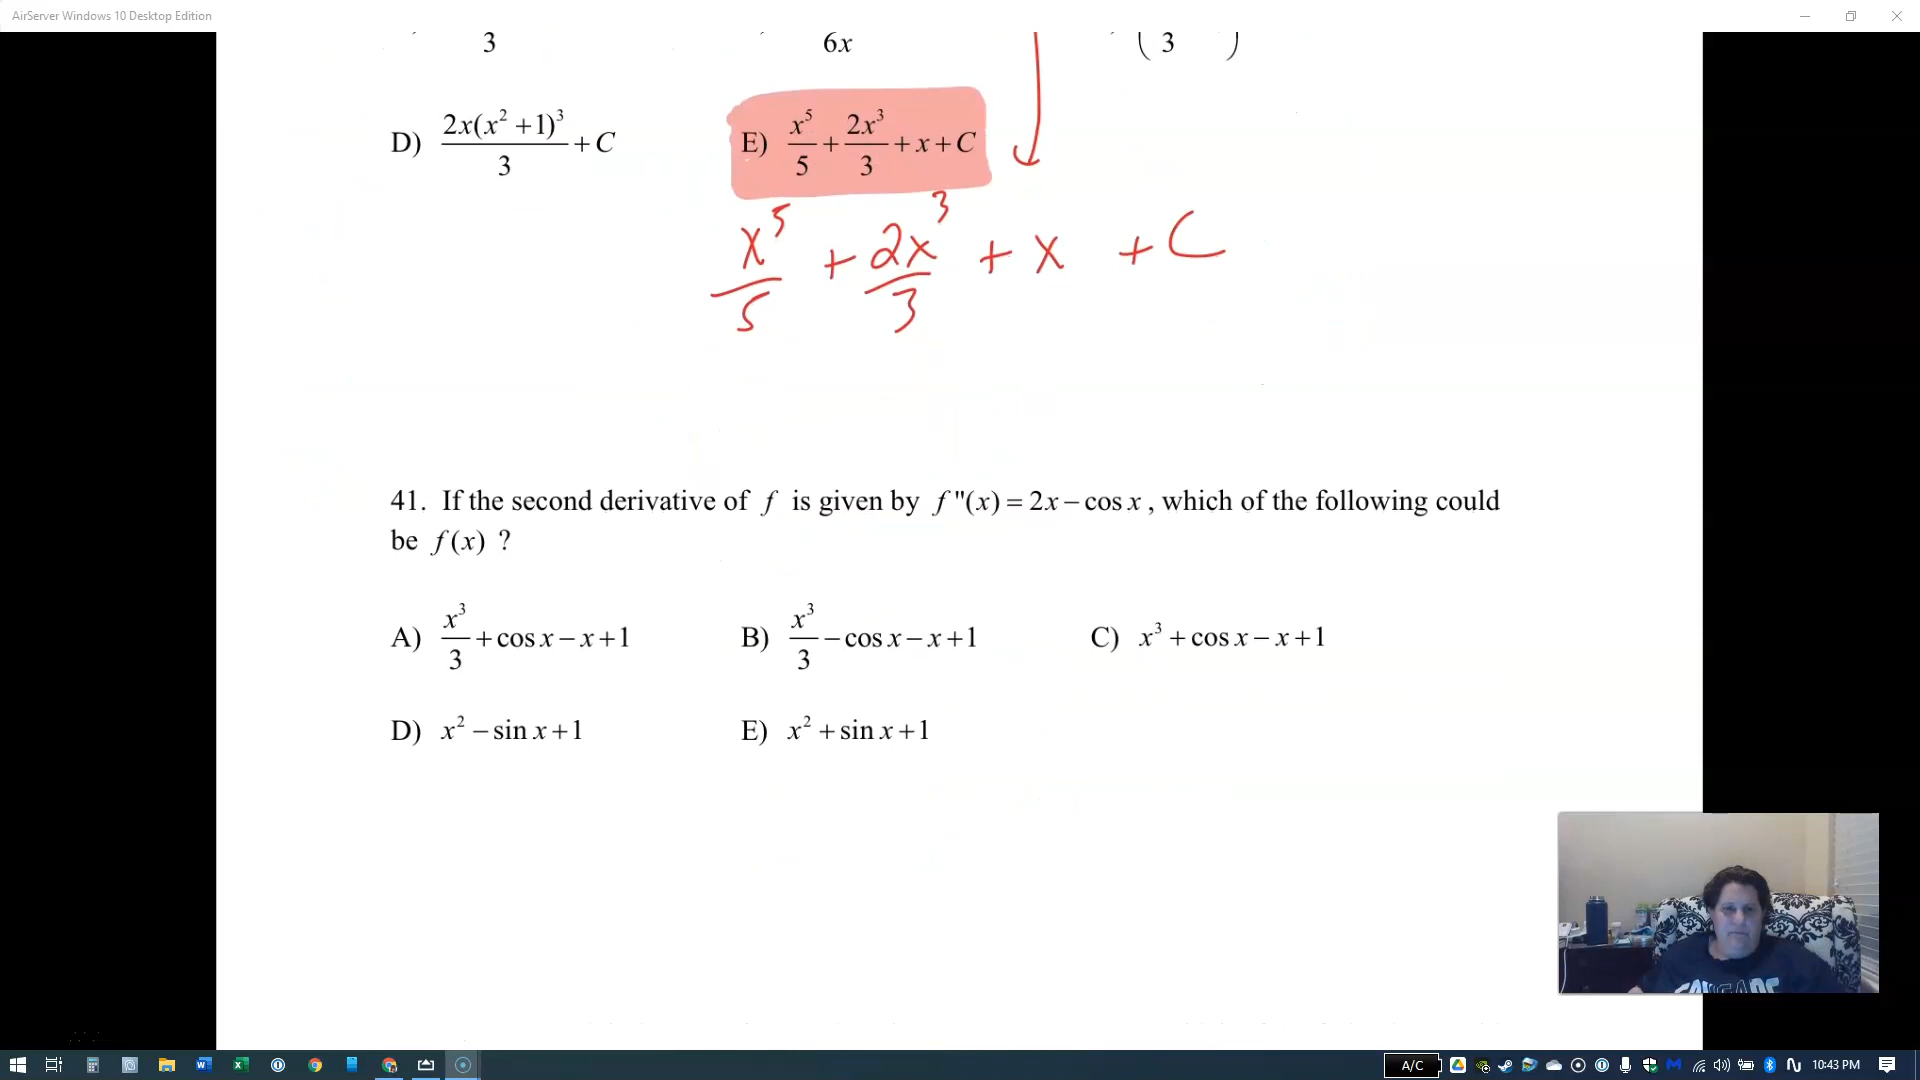 AirServer Windows 10 Desktop Edition
3 6x ( 3 )
D) 2x(x² +1)³ / 3 + C E) x⁵/5 + 2x³/3 + x + C
x⁵/5 + 2x³/3 + x + C
41. If the second derivative of f is given by f "(x) = 2x − cos x , which of the following could
be f(x) ?
A) x³/3 + cos x − x + 1 B) x³/3 − cos x − x + 1 C) x³ + cos x − x + 1
D) x² − sin x + 1 E) x² + sin x + 1
A/C 10:43 PM